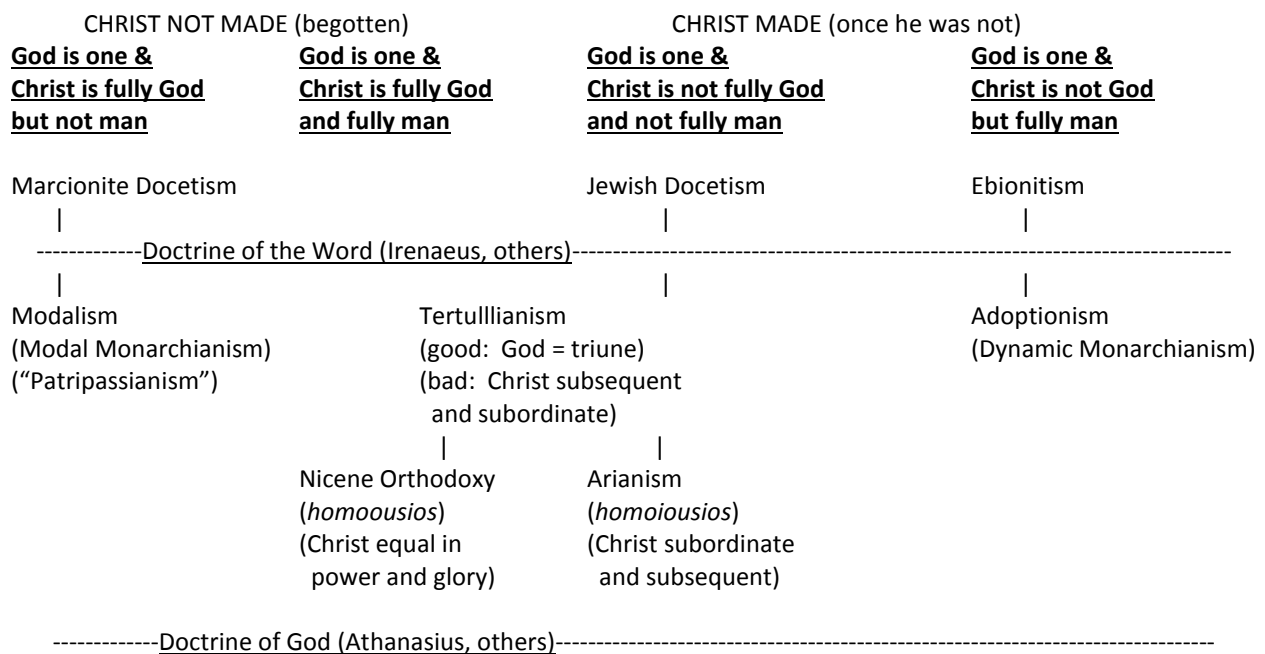 CHRIST NOT MADE (begotten) CHRIST MADE (once he was not)
God is one & God is one & God is one & God is one &
Christ is fully God Christ is fully God Christ is not fully God Christ is not God
but not man and fully man and not fully man but fully man
Marcionite Docetism Jewish Docetism Ebionitism
| | |
-------------Doctrine of the Word (Irenaeus, others)----------------------------------------------------------------------------------
| | |
Modalism Tertulllianism Adoptionism
(Modal Monarchianism) (good: God = triune) (Dynamic Monarchianism)
(“Patripassianism”) (bad: Christ subsequent
and subordinate)
| |
Nicene Orthodoxy Arianism
(homoousios) (homoiousios)
(Christ equal in (Christ subordinate
power and glory) and subsequent)
-------------Doctrine of God (Athanasius, others)----------------------------------------------------------------------------------